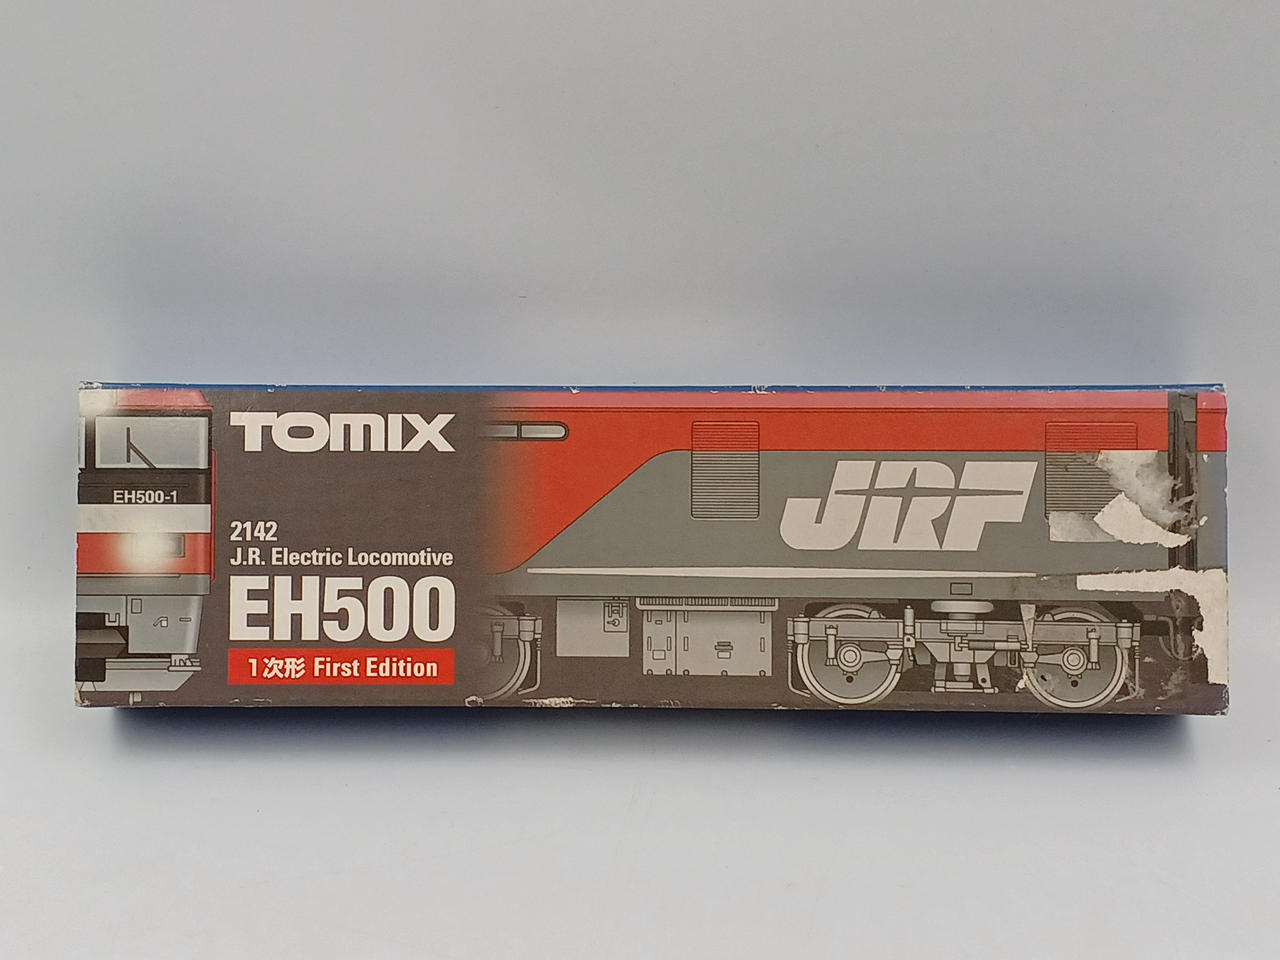 TOMIX
EH500-1
2142
J.R. Electric Locomotive
EH500
1次形 First Edition
JRF